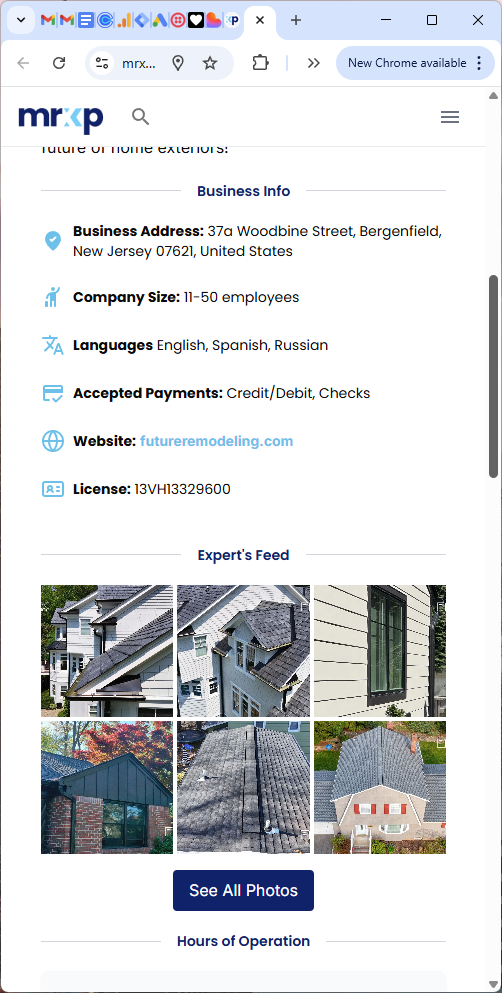 mrx...
New Chrome available
mrxp
future of home exteriors!
Business Info
Business Address: 37a Woodbine Street, Bergenfield,
New Jersey 07621, United States
Company Size: 11-50 employees
Languages English, Spanish, Russian
Accepted Payments: Credit/Debit, Checks
Website: futureremodeling.com
License: 13VH13329600
Expert's Feed
See All Photos
Hours of Operation